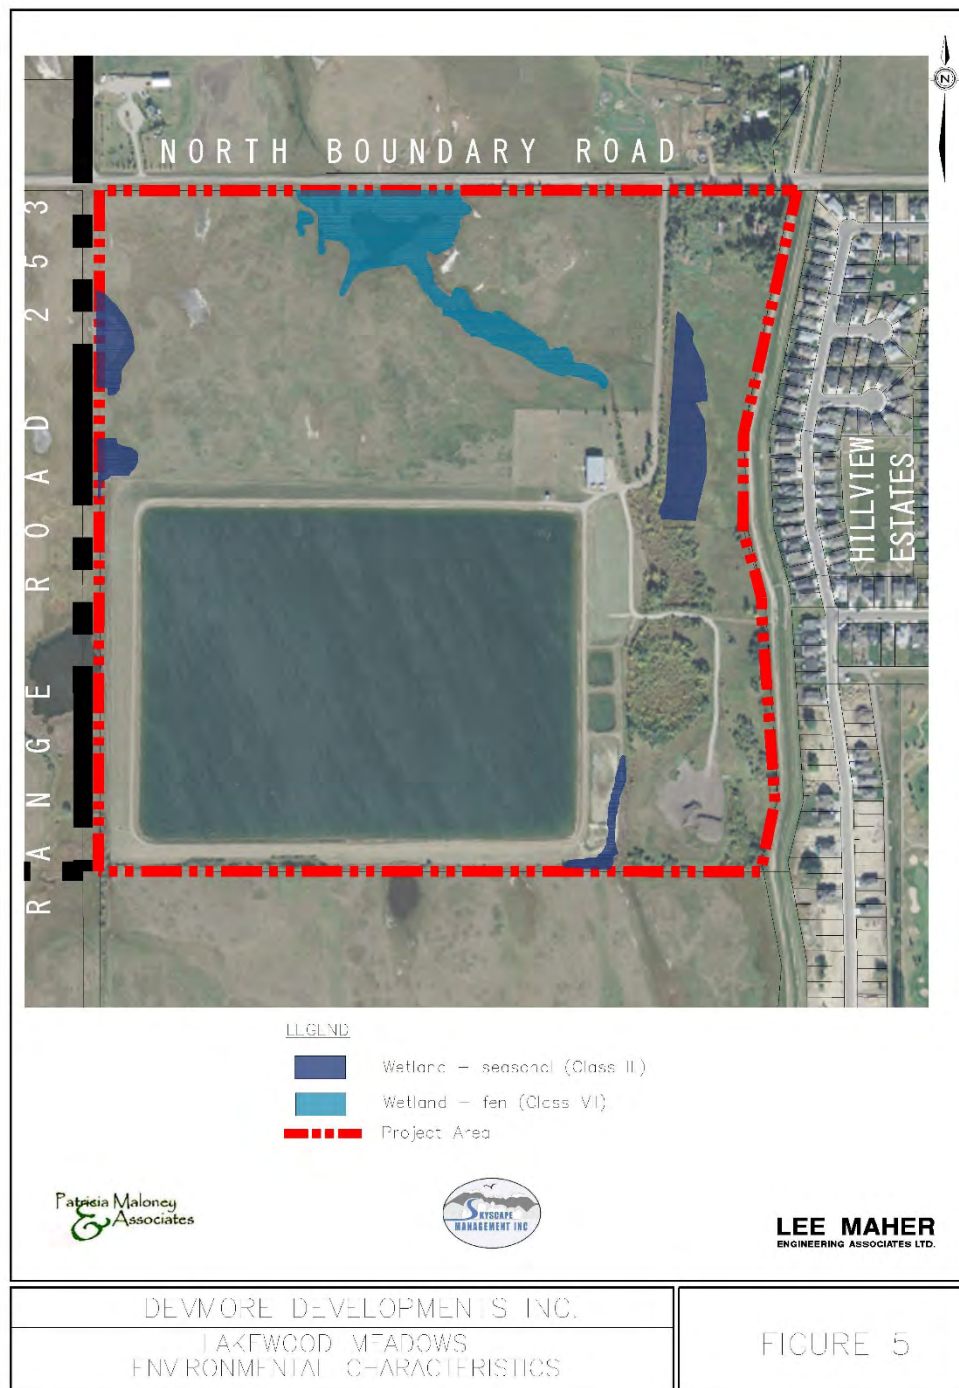 N
NORTH BOUNDARY ROAD
RANGE ROAD 253
HILLVIEW
ESTATES
LEGEND
Wetland – seasonal (Class II)
Wetland – fen (Class VI)
Project Area
Patricia Maloney
& Associates
SKYSCAPE
MANAGEMENT INC
LEE MAHER
ENGINEERING ASSOCIATES LTD.
DEVMORE DEVELOPMENTS INC.
LAKEWOOD MEADOWS
ENVIRONMENTAL CHARACTERISTICS
FIGURE 5